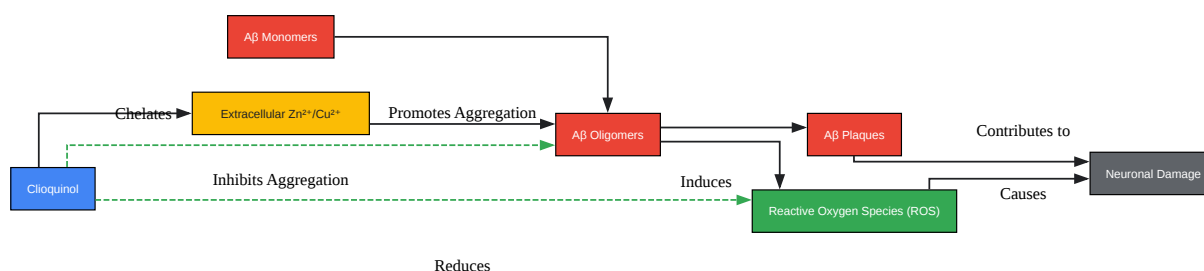 Aβ Monomers
Chelates
Extracellular Zn²⁺/Cu²⁺
Promotes Aggregation
Aβ Oligomers
Aβ Plaques
Contributes to
Neuronal Damage
Clioquinol
Inhibits Aggregation
Induces
Reactive Oxygen Species (ROS)
Causes
Reduces